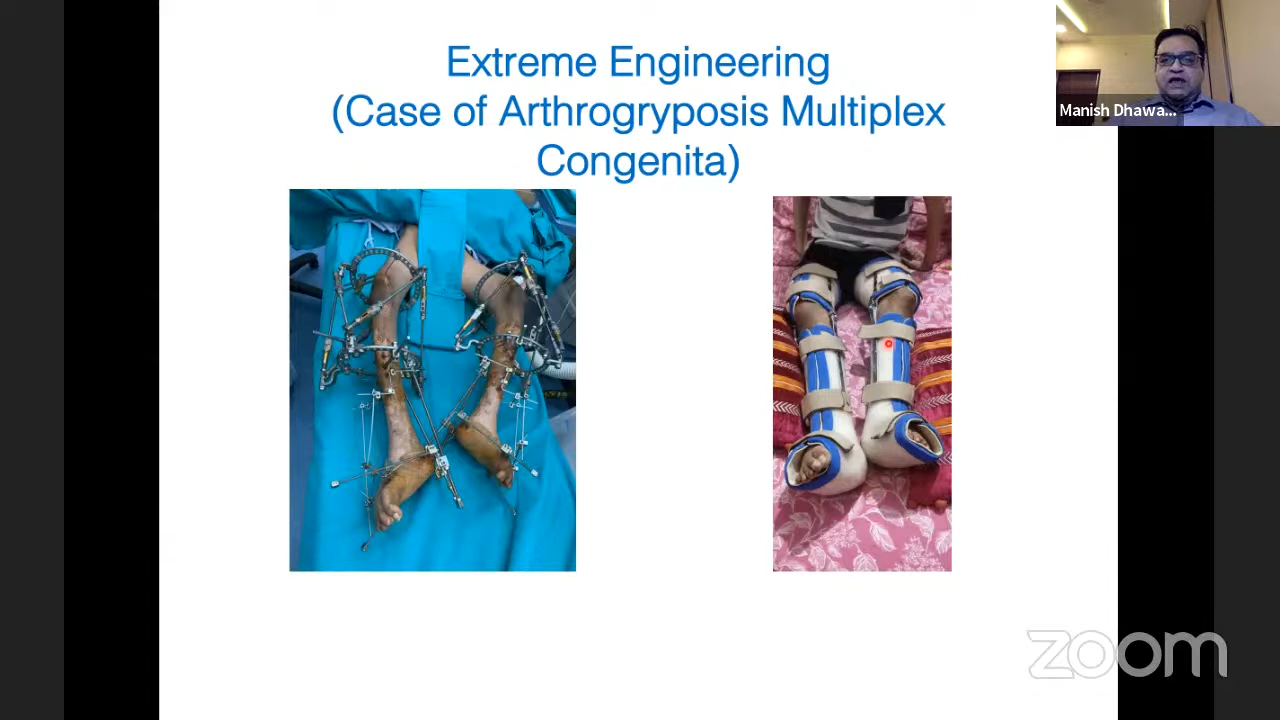 Extreme Engineering
(Case of Arthrogryposis Multiplex
Congenita)
Manish Dhawa...
zoom